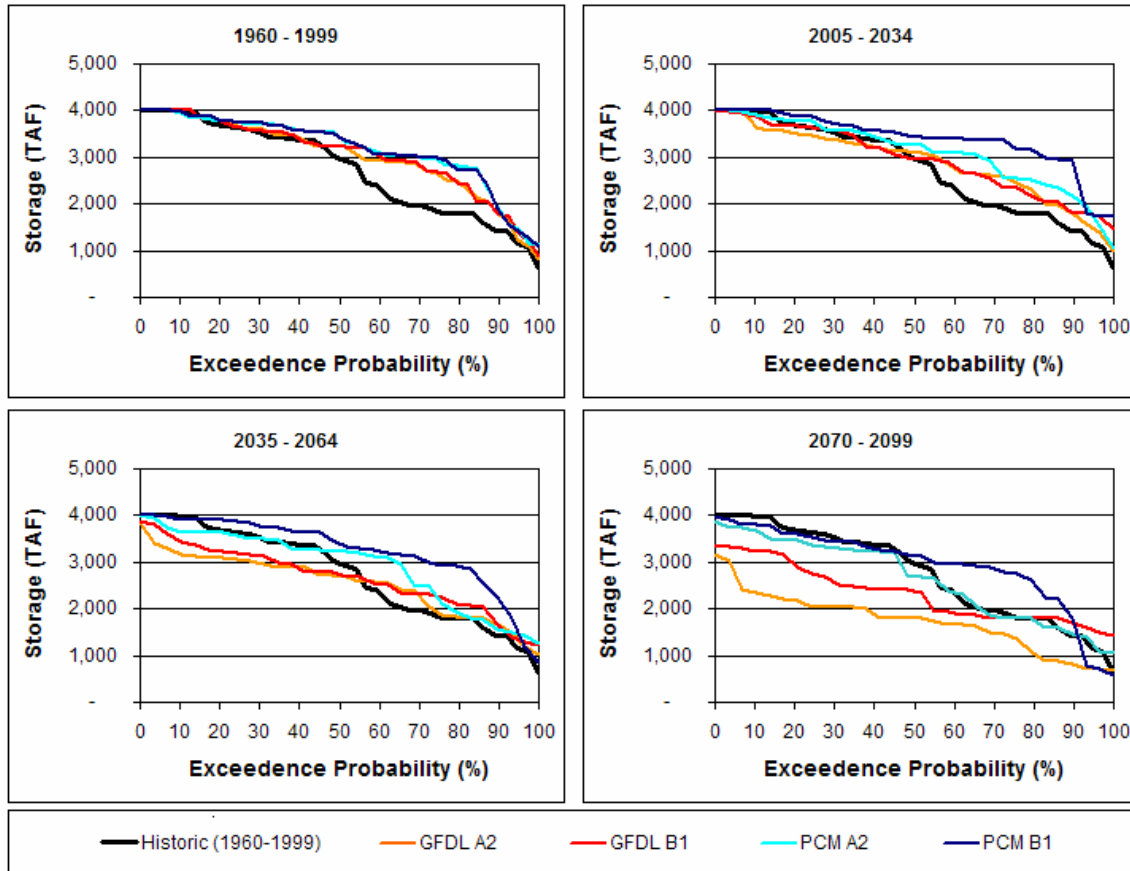 1960 - 1999
5,000
4,000
3,000
2,000
1,000
-
Storage (TAF)
0 10 20 30 40 50 60 70 80 90 100
Exceedence Probability (%)
2005 - 2034
5,000
4,000
3,000
2,000
1,000
-
Storage (TAF)
0 10 20 30 40 50 60 70 80 90 100
Exceedence Probability (%)
2035 - 2064
5,000
4,000
3,000
2,000
1,000
-
Storage (TAF)
0 10 20 30 40 50 60 70 80 90 100
Exceedence Probability (%)
2070 - 2099
5,000
4,000
3,000
2,000
1,000
-
Storage (TAF)
0 10 20 30 40 50 60 70 80 90 100
Exceedence Probability (%)
Historic (1960-1999) GFDL A2 GFDL B1 PCM A2 PCM B1